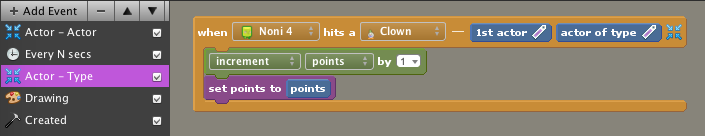 Add Event
Actor - Actor
Every N secs
Actor - Type
Drawing
Created
when Noni 4 hits a Clown — 1st actor actor of type
increment points by 1
set points to points